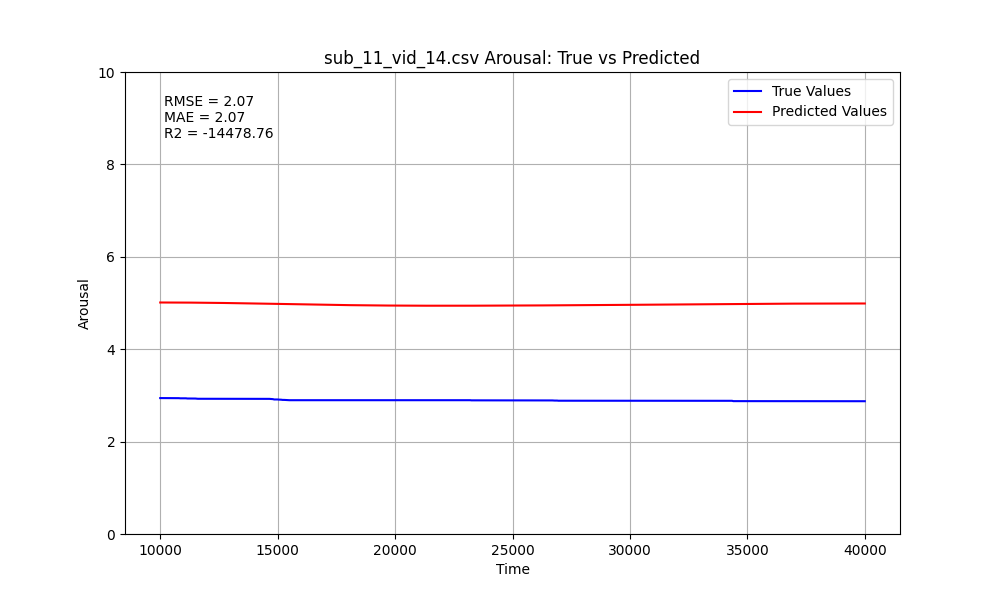 sub_11_vid_14.csv Arousal: True vs Predicted
10
8
6
4
2
0
Arousal
RMSE = 2.07
MAE = 2.07
R2 = -14478.76
True Values
Predicted Values
10000
15000
20000
25000
30000
35000
40000
Time